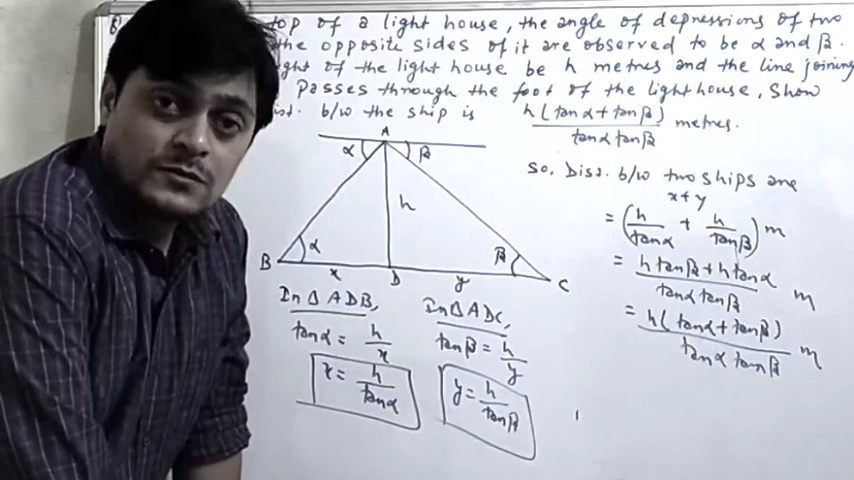 top of a light house, the angle of depressions of two
the opposite sides of it are observed to be α and β.
ght of the light house be h metres and the line joining
Passes through the foot of the lighthouse, Show
ist. b/w the ship is h(tanα+tanβ)/tanα tanβ metres.
A
α β
h
α β
B x D y C
In Δ ADB,
tanα = h/x
x = h/tanα
In Δ ADC,
tanβ = h/y
y = h/tanβ
So, Dist. b/w two ships are
x+y
= (h/tanα + h/tanβ) m
= h tanβ + h tanα / tanα tanβ m
= h(tanα + tanβ) / tanα tanβ m